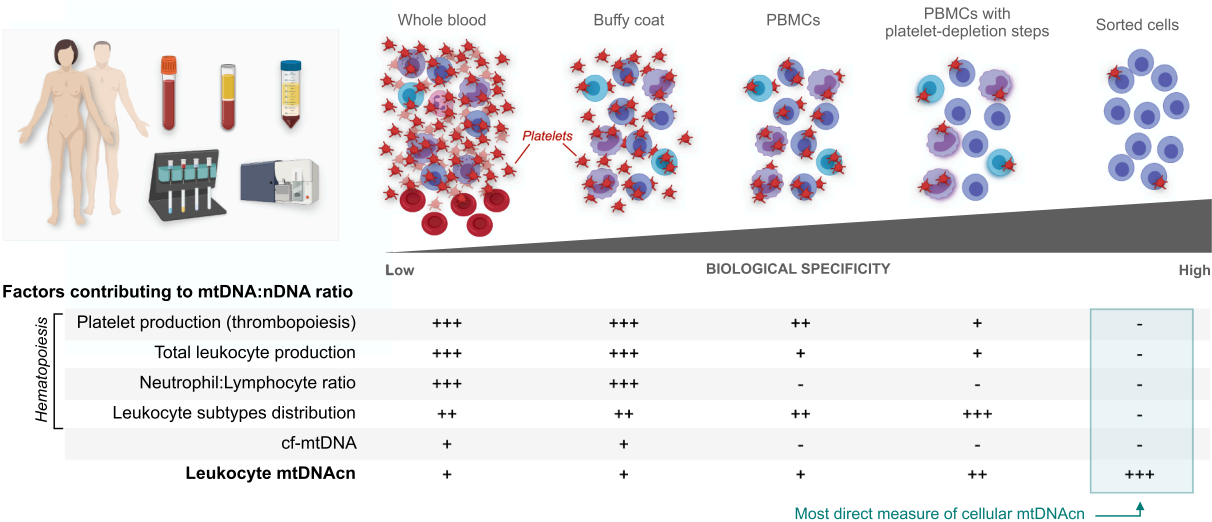 Whole blood
Buffy coat
PBMCs
PBMCs with
platelet-depletion steps
Sorted cells
Platelets
Low
BIOLOGICAL SPECIFICITY
High
Factors contributing to mtDNA:nDNA ratio
Hematopoiesis
Platelet production (thrombopoiesis) +++ +++ ++ + -
Total leukocyte production +++ +++ + + -
Neutrophil:Lymphocyte ratio +++ +++ - - -
Leukocyte subtypes distribution ++ ++ ++ +++ -
cf-mtDNA + + - - -
Leukocyte mtDNAcn + + + ++ +++
Most direct measure of cellular mtDNAcn